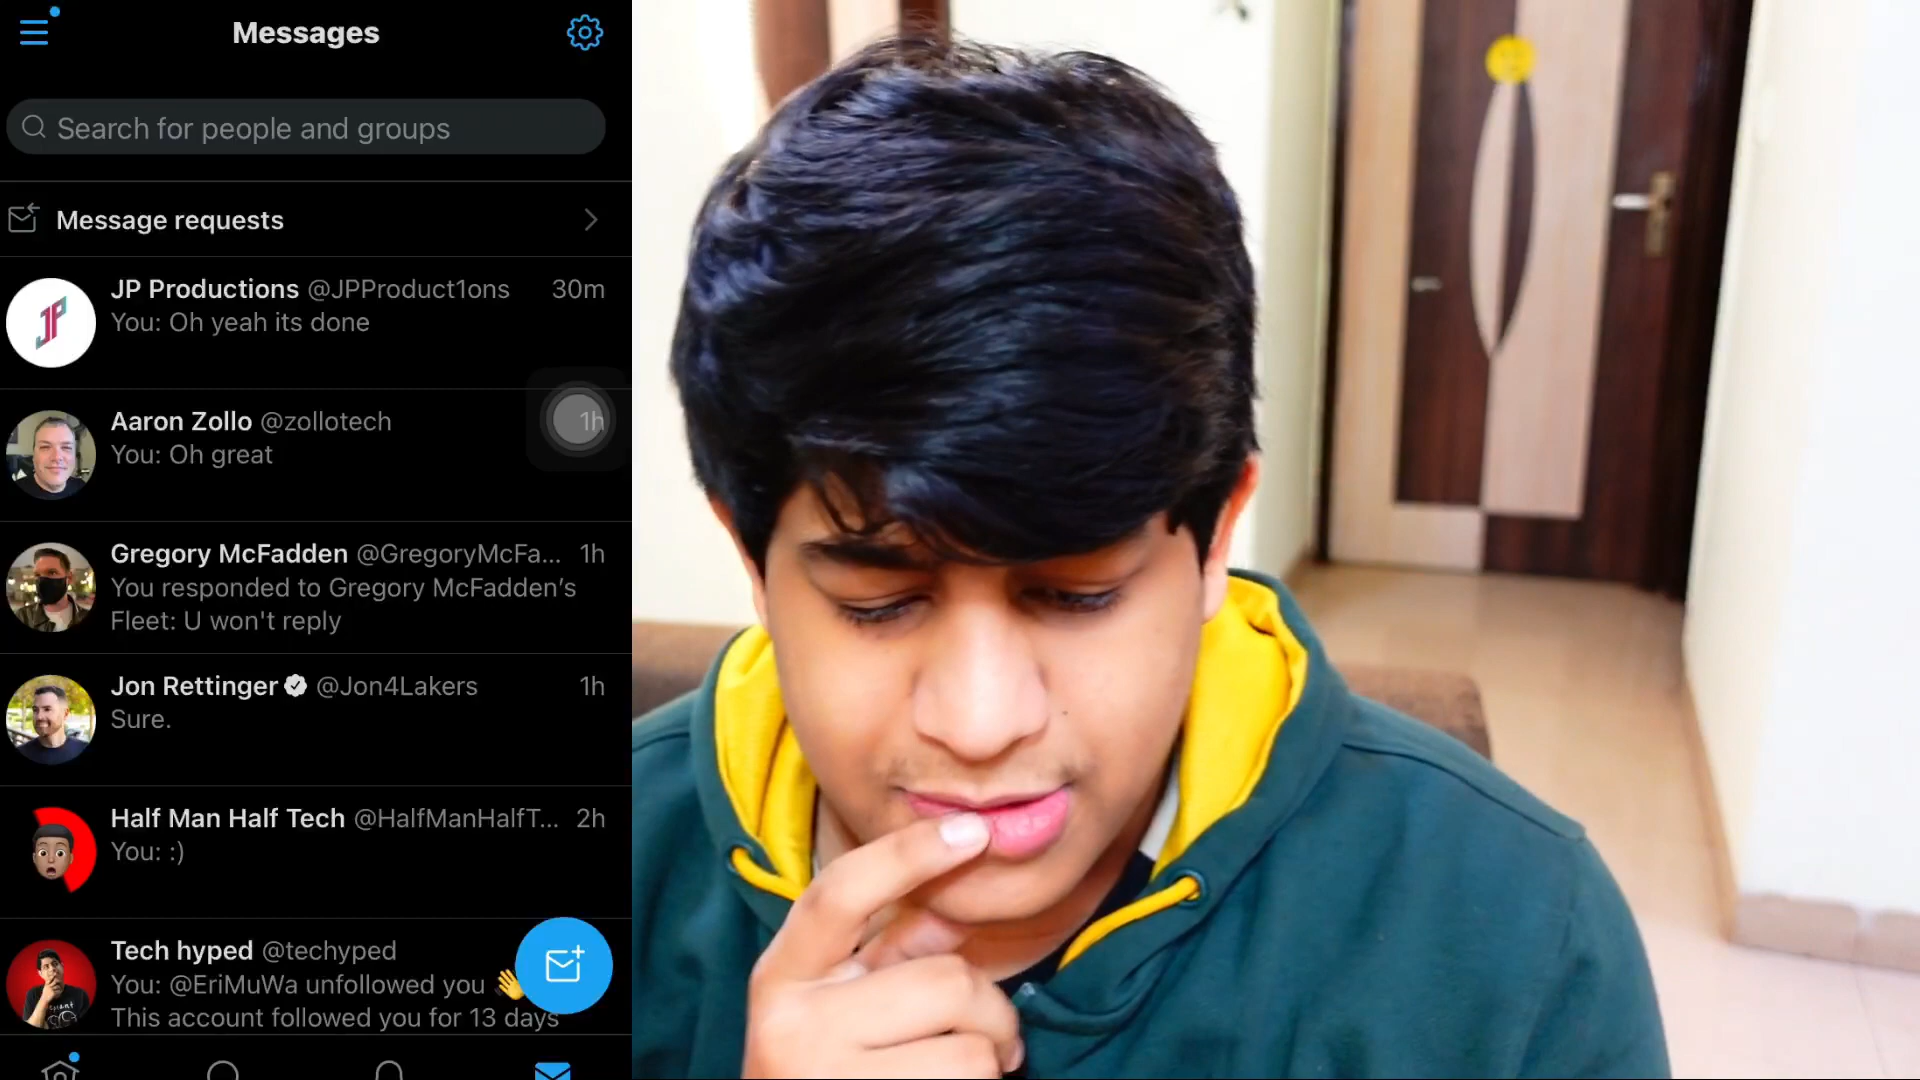 Messages
Search for people and groups
Message requests
JP Productions @JPProduct1ons 30m
You: Oh yeah its done
Aaron Zollo @zollotech 1h
You: Oh great
Gregory McFadden @GregoryMcFa... 1h
You responded to Gregory McFadden’s
Fleet: U won't reply
Jon Rettinger @Jon4Lakers 1h
Sure.
Half Man Half Tech @HalfManHalfT... 2h
You: :)
Tech hyped @techyped
You: @EriMuWa unfollowed you 👋
This account followed you for 13 days